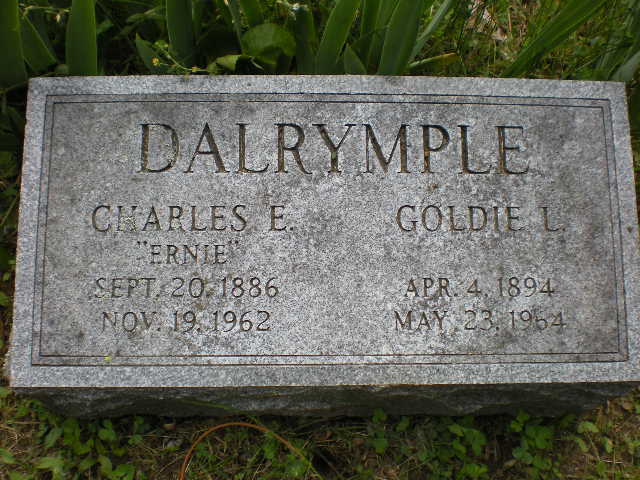 DALRYMPLE
CHARLES E. GOLDIE L.
"ERNIE"
SEPT. 20. 1886 APR. 4. 1894
NOV. 19. 1962 MAY. 23. 1964